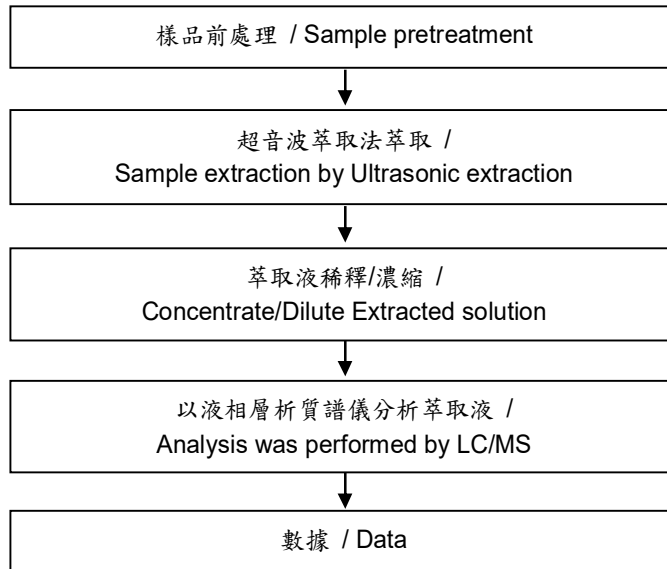 樣品前處理 / Sample pretreatment
超音波萃取法萃取 /
Sample extraction by Ultrasonic extraction
萃取液稀釋/濃縮 /
Concentrate/Dilute Extracted solution
以液相層析質譜儀分析萃取液 /
Analysis was performed by LC/MS
數據 / Data